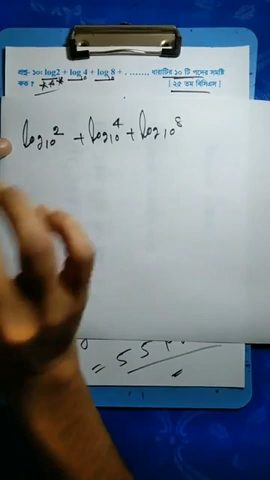 প্রশ্ন- ১০: log2 + log 4 + log 8 + . ........ ধারাটির ১০ টি পদের সমষ্টি
কত ? [ ২৫ তম বিসিএস ]
log₁₀2 + log₁₀4 + log₁₀8
= 55